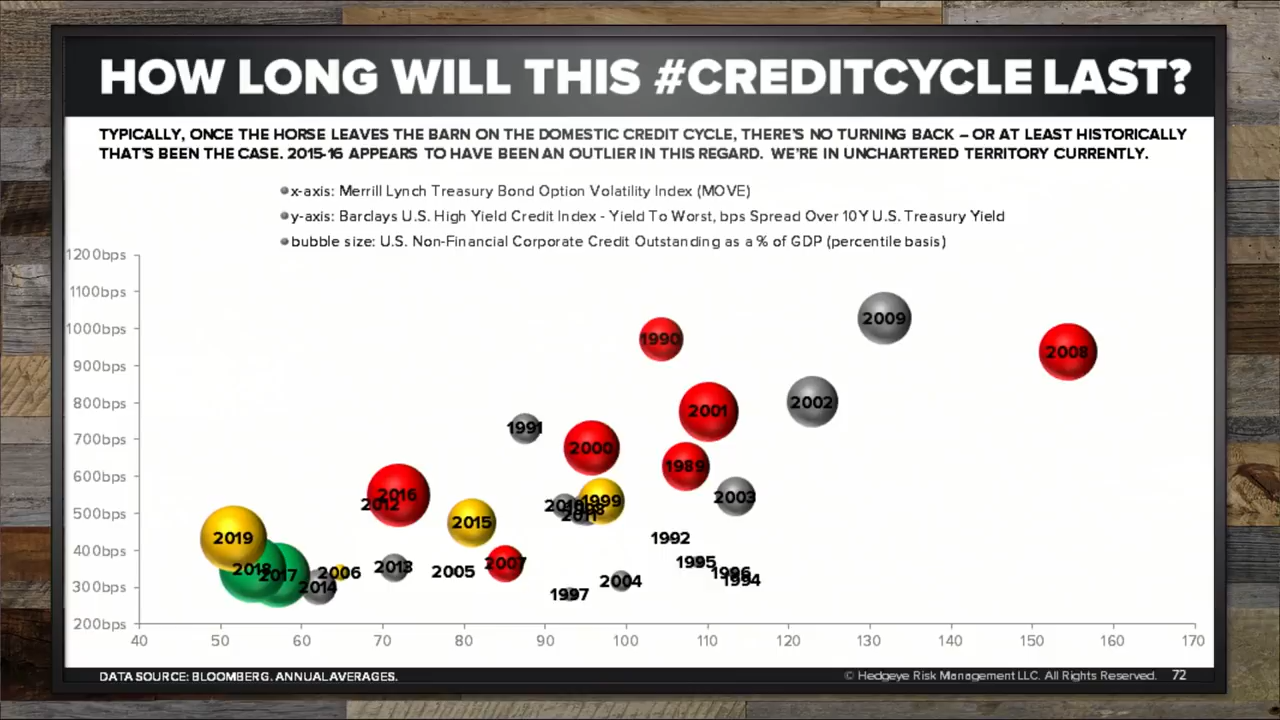 HOW LONG WILL THIS #CREDITCYCLE LAST?
TYPICALLY, ONCE THE HORSE LEAVES THE BARN ON THE DOMESTIC CREDIT CYCLE, THERE'S NO TURNING BACK – OR AT LEAST HISTORICALLY
THAT'S BEEN THE CASE. 2015-16 APPEARS TO HAVE BEEN AN OUTLIER IN THIS REGARD. WE'RE IN UNCHARTERED TERRITORY CURRENTLY.
x-axis: Merrill Lynch Treasury Bond Option Volatility Index (MOVE)
y-axis: Barclays U.S. High Yield Credit Index - Yield To Worst, bps Spread Over 10Y U.S. Treasury Yield
bubble size: U.S. Non-Financial Corporate Credit Outstanding as a % of GDP (percentile basis)
1200bps
1100bps
1000bps
900bps
800bps
700bps
600bps
500bps
400bps
300bps
200bps
2009
1990
2008
2002
2001
1991
2000
1989
2016
2012
2003
1999
2010
1998
2011
2015
2019
1992
2007
1995
2018
2017
2006
2013
2005
1996
1994
2014
2004
1997
40 50 60 70 80 90 100 110 120 130 140 150 160 170
DATA SOURCE: BLOOMBERG. ANNUAL AVERAGES.
© Hedgeye Risk Management LLC. All Rights Reserved. 72